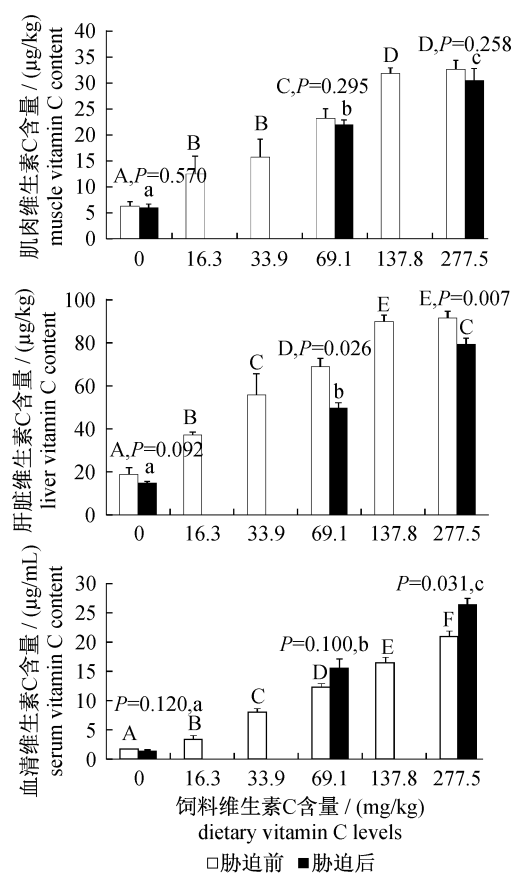 肌肉维生素C含量 / (μg/kg)
muscle vitamin C content
40
35
30
25
20
15
10
5
0
A,P=0.570
a
B
B
C,P=0.295
b
D
D,P=0.258
c
0 16.3 33.9 69.1 137.8 277.5
肝脏维生素C含量 / (μg/kg)
liver vitamin C content
100
80
60
40
20
0
A,P=0.092
a
B
C
D,P=0.026
b
E
E,P=0.007
C
0 16.3 33.9 69.1 137.8 277.5
血清维生素C含量 / (μg/mL)
serum vitamin C content
30
25
20
15
10
5
0
P=0.120,a
A
B
C
P=0.100,b
D
E
P=0.031,c
F
0 16.3 33.9 69.1 137.8 277.5
饲料维生素C含量 / (mg/kg)
dietary vitamin C levels
胁迫前 胁迫后